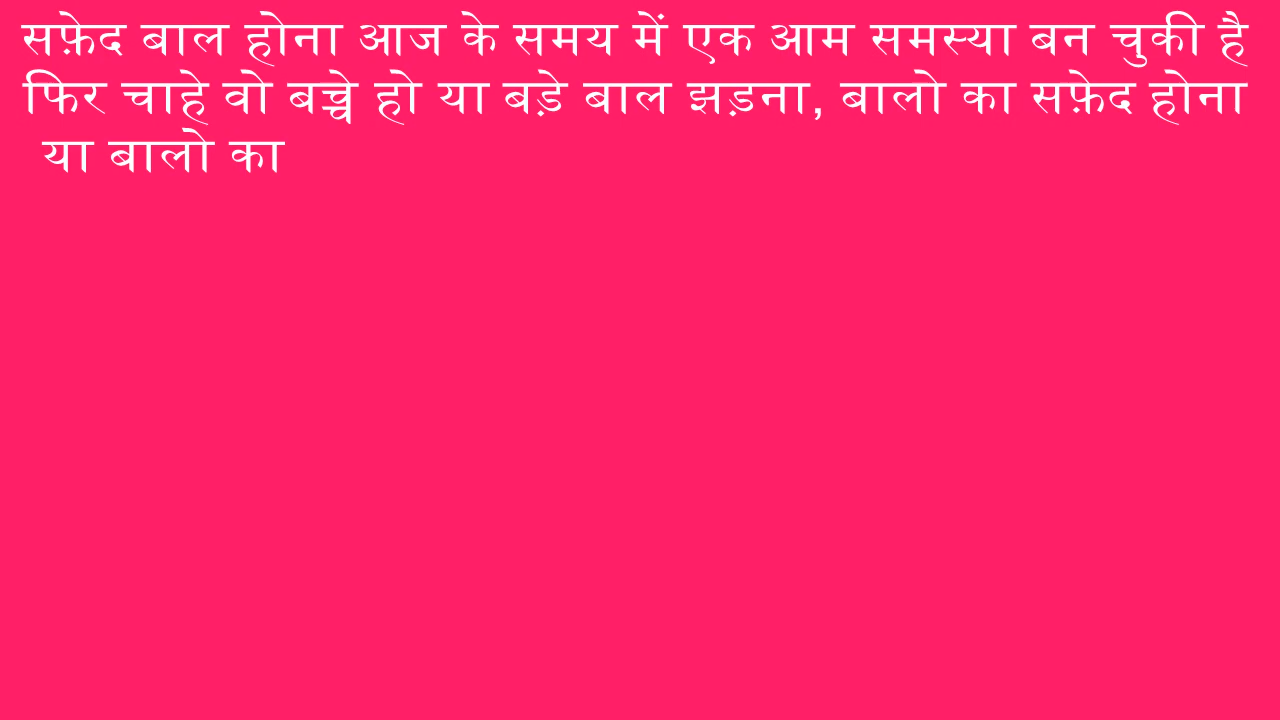 सफ़ेद बाल होना आज के समय में एक आम समस्या बन चुकी है
फिर चाहे वो बच्चे हो या बड़े बाल झड़ना, बालो का सफ़ेद होना
या बालो का